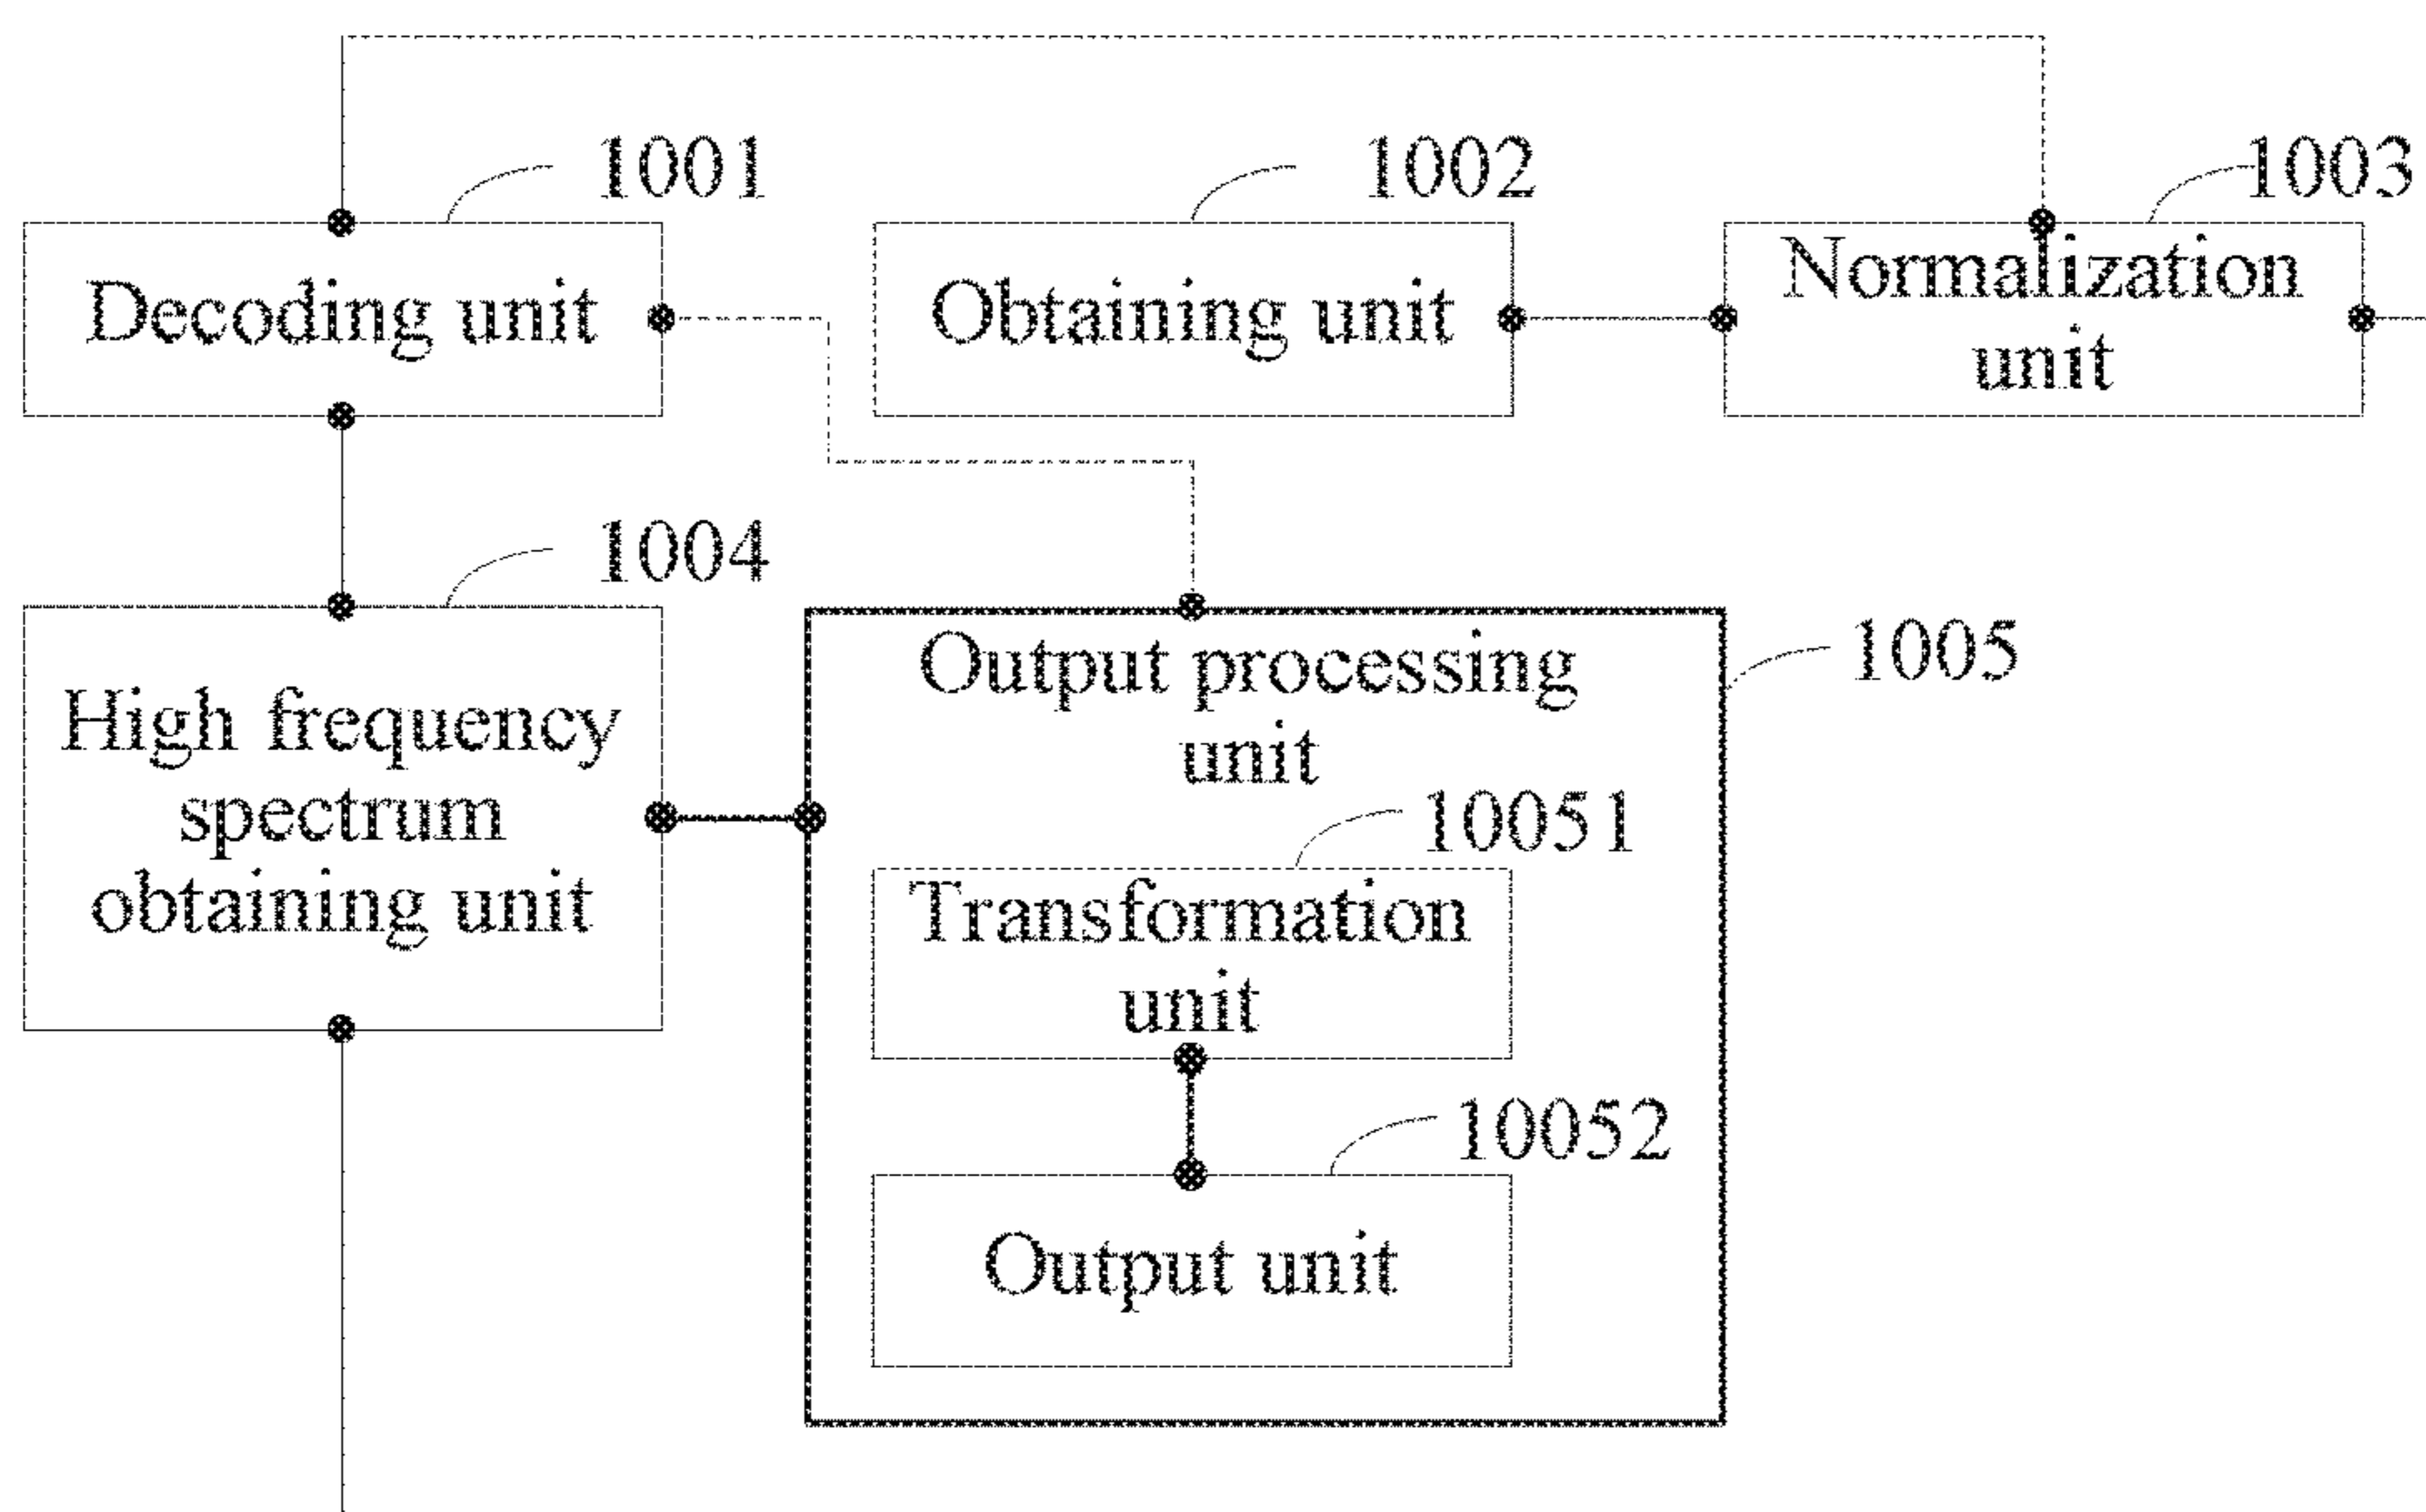 1001
1002
1003
Decoding unit
Obtaining unit
Normalization
unit
1004
High frequency
spectrum
obtaining unit
1005
Output processing
unit
10051
Transformation
unit
10052
Output unit